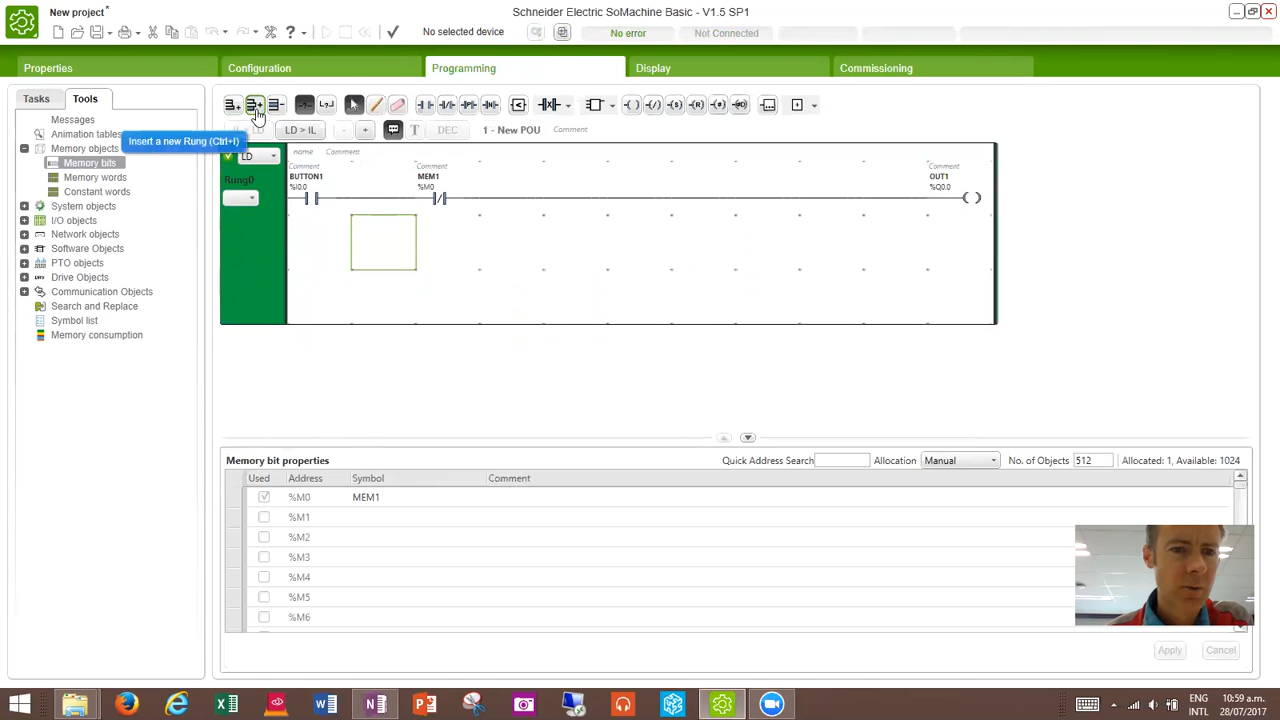 New project*
Schneider Electric SoMachine Basic - V1.5 SP1
No selected device
No error
Not Connected
Properties
Configuration
Programming
Display
Commissioning
Tasks
Tools
Messages
Animation tables
Memory objects
Memory bits
Memory words
Constant words
System objects
I/O objects
Network objects
Software Objects
PTO objects
Drive Objects
Communication Objects
Search and Replace
Symbol list
Memory consumption
Insert a new Rung (Ctrl+I)
LD > IL
- +
T
DEC
1 - New POU
Comment
LD
Rung0
name Comment
Comment
BUTTON1
%I0.0
Comment
MEM1
%M0
Comment
OUT1
%Q0.0
Memory bit properties
Quick Address Search
Allocation
Manual
No. of Objects
512
Allocated: 1, Available: 1024
Used Address Symbol Comment
%M0 MEM1
%M1
%M2
%M3
%M4
%M5
%M6
Apply
Cancel
ENG
INTL
10:59 a.m.
28/07/2017